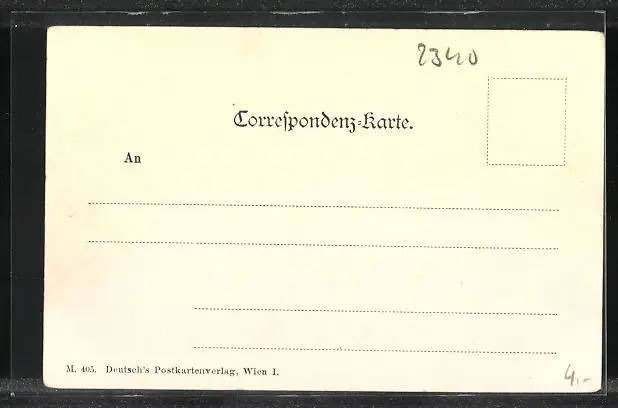 2340
Correſpondenz-Karte.
An
M. 405. Deutsch's Postkartenverlag, Wien I.
4,-